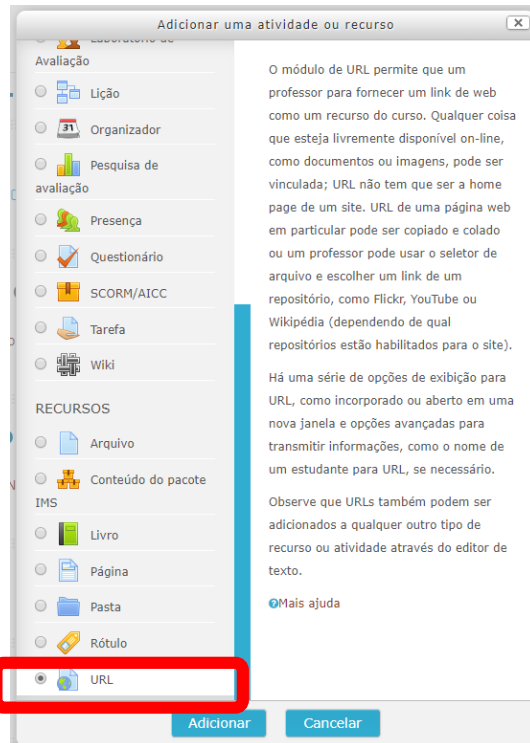 Adicionar uma atividade ou recurso
Laboratório de
Avaliação
Lição
31 Organizador
Pesquisa de
avaliação
Presença
Questionário
SCORM/AICC
Tarefa
Wiki
RECURSOS
Arquivo
Conteúdo do pacote
IMS
Livro
Página
Pasta
Rótulo
URL
O módulo de URL permite que um
professor para fornecer um link de web
como um recurso do curso. Qualquer coisa
que esteja livremente disponível on-line,
como documentos ou imagens, pode ser
vinculada; URL não tem que ser a home
page de um site. URL de uma página web
em particular pode ser copiado e colado
ou um professor pode usar o seletor de
arquivo e escolher um link de um
repositório, como Flickr, YouTube ou
Wikipédia (dependendo de qual
repositórios estão habilitados para o site).
Há uma série de opções de exibição para
URL, como incorporado ou aberto em uma
nova janela e opções avançadas para
transmitir informações, como o nome de
um estudante para URL, se necessário.
Observe que URLs também podem ser
adicionados a qualquer outro tipo de
recurso ou atividade através do editor de
texto.
Mais ajuda
Adicionar
Cancelar